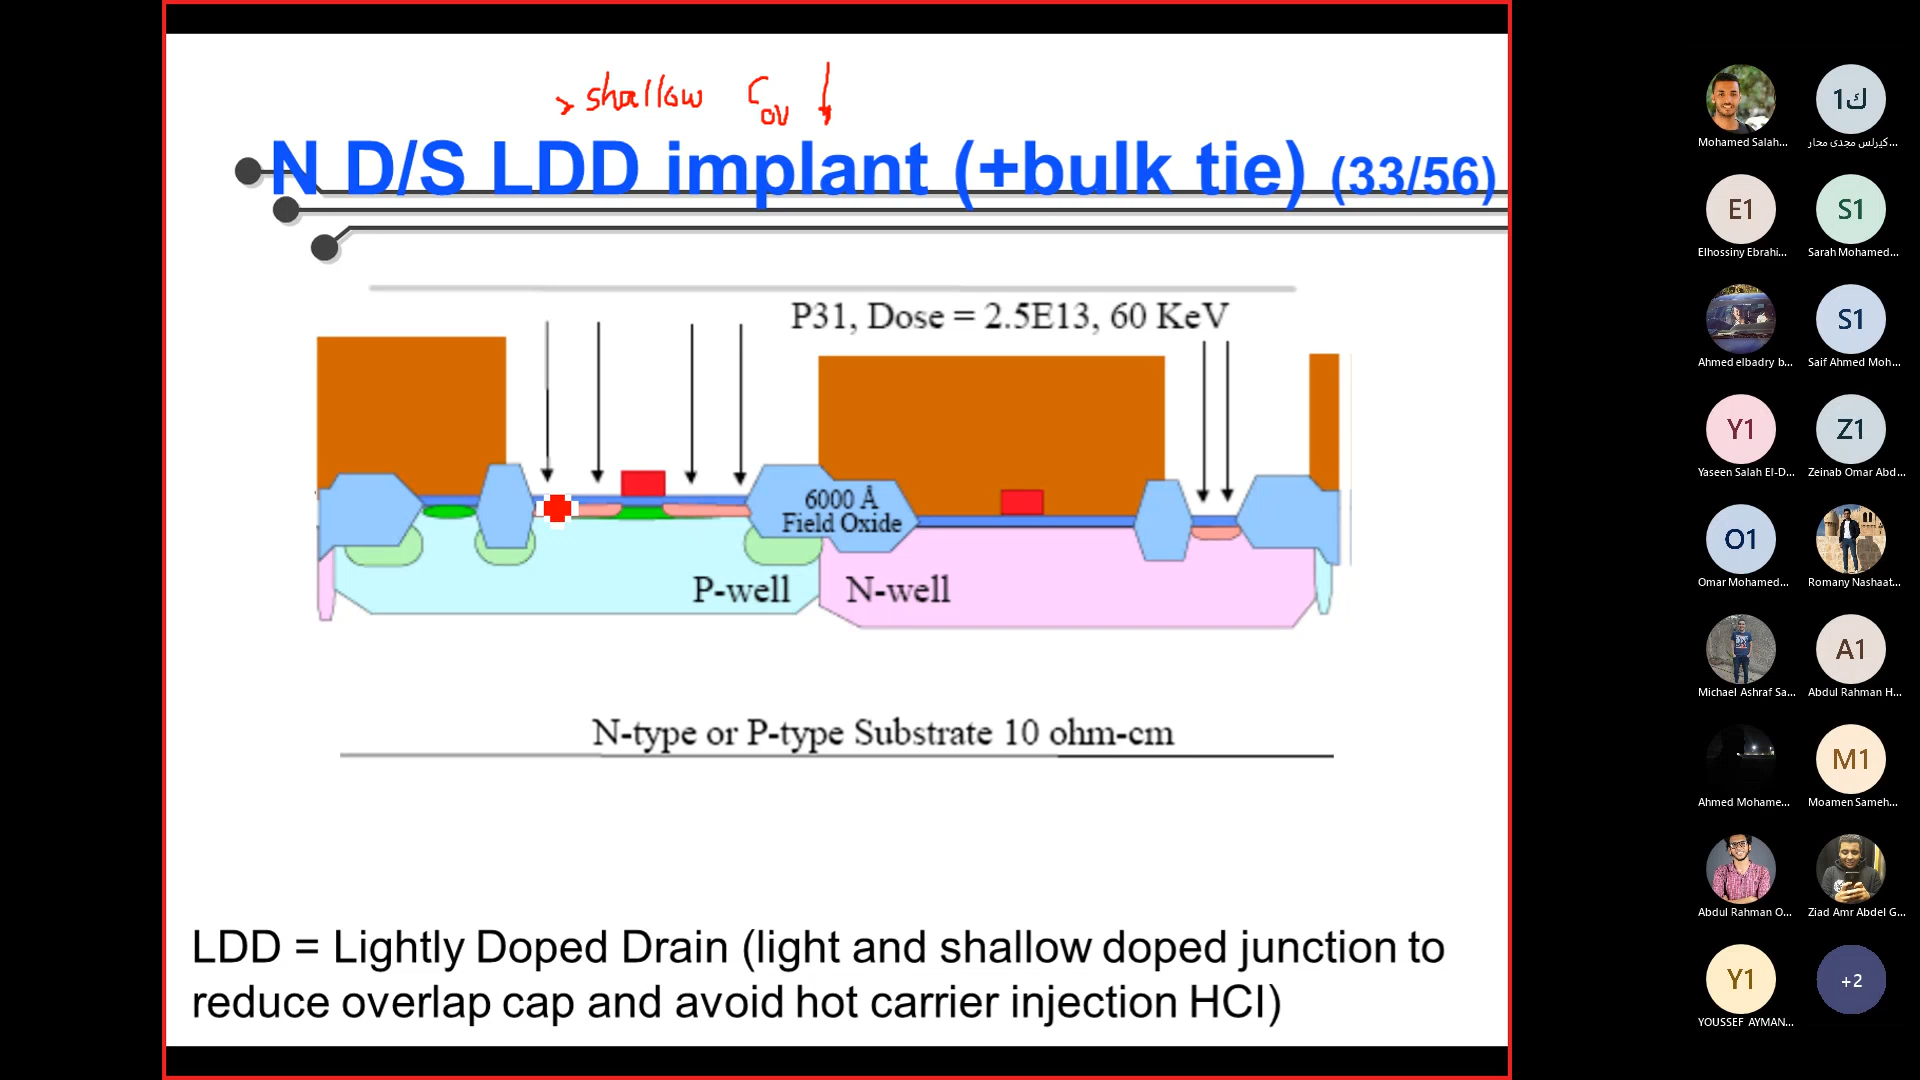 > shallow Cov ↓
N D/S LDD implant (+bulk tie) (33/56)
P31, Dose = 2.5E13, 60 KeV
6000 Å
Field Oxide
P-well
N-well
N-type or P-type Substrate 10 ohm-cm
LDD = Lightly Doped Drain (light and shallow doped junction to
reduce overlap cap and avoid hot carrier injection HCI)
Mohamed Salah...
1ك
كيرلس مجدى محار...
E1
Elhossiny Ebrahi...
S1
Sarah Mohamed...
Ahmed elbadry b...
S1
Saif Ahmed Moh...
Y1
Yaseen Salah El-D...
Z1
Zeinab Omar Abd...
O1
Omar Mohamed...
Romany Nashaat...
Michael Ashraf Sa...
A1
Abdul Rahman H...
Ahmed Mohame...
M1
Moamen Sameh...
Abdul Rahman O...
Ziad Amr Abdel G...
Y1
YOUSSEF AYMAN...
+2